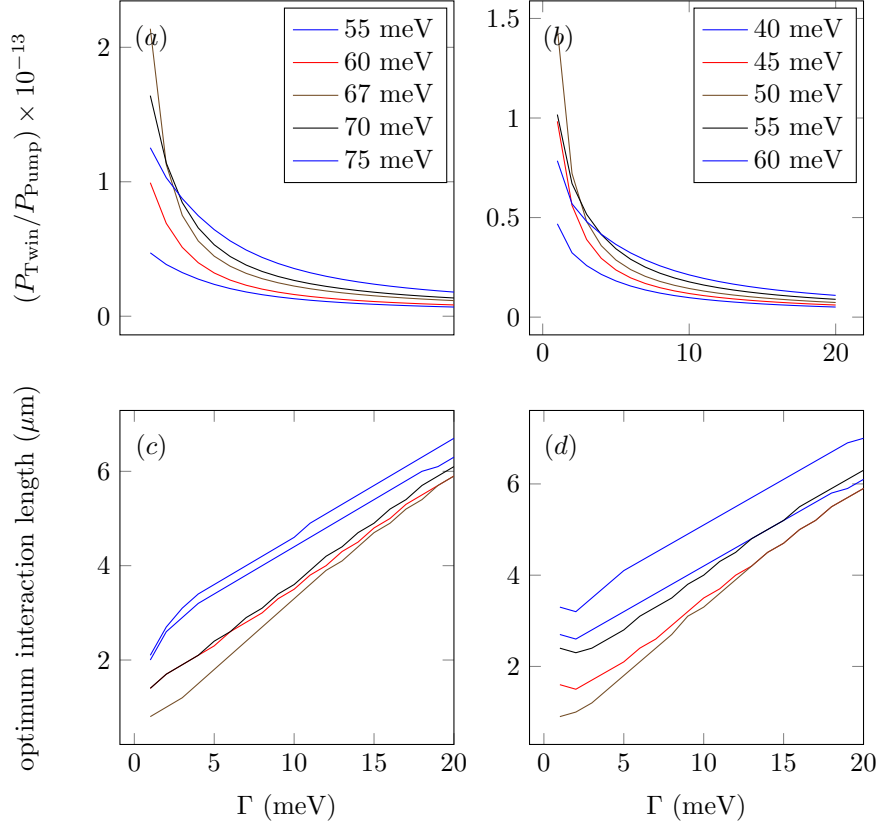 (P_Twin/P_Pump) × 10⁻¹³
2
1
0
(a)
55 meV
60 meV
67 meV
70 meV
75 meV
1.5
1
0.5
0
0
10
20
(b)
40 meV
45 meV
50 meV
55 meV
60 meV
optimum interaction length (μm)
6
4
2
0
5
10
15
20
(c)
Γ (meV)
6
4
2
0
5
10
15
20
(d)
Γ (meV)